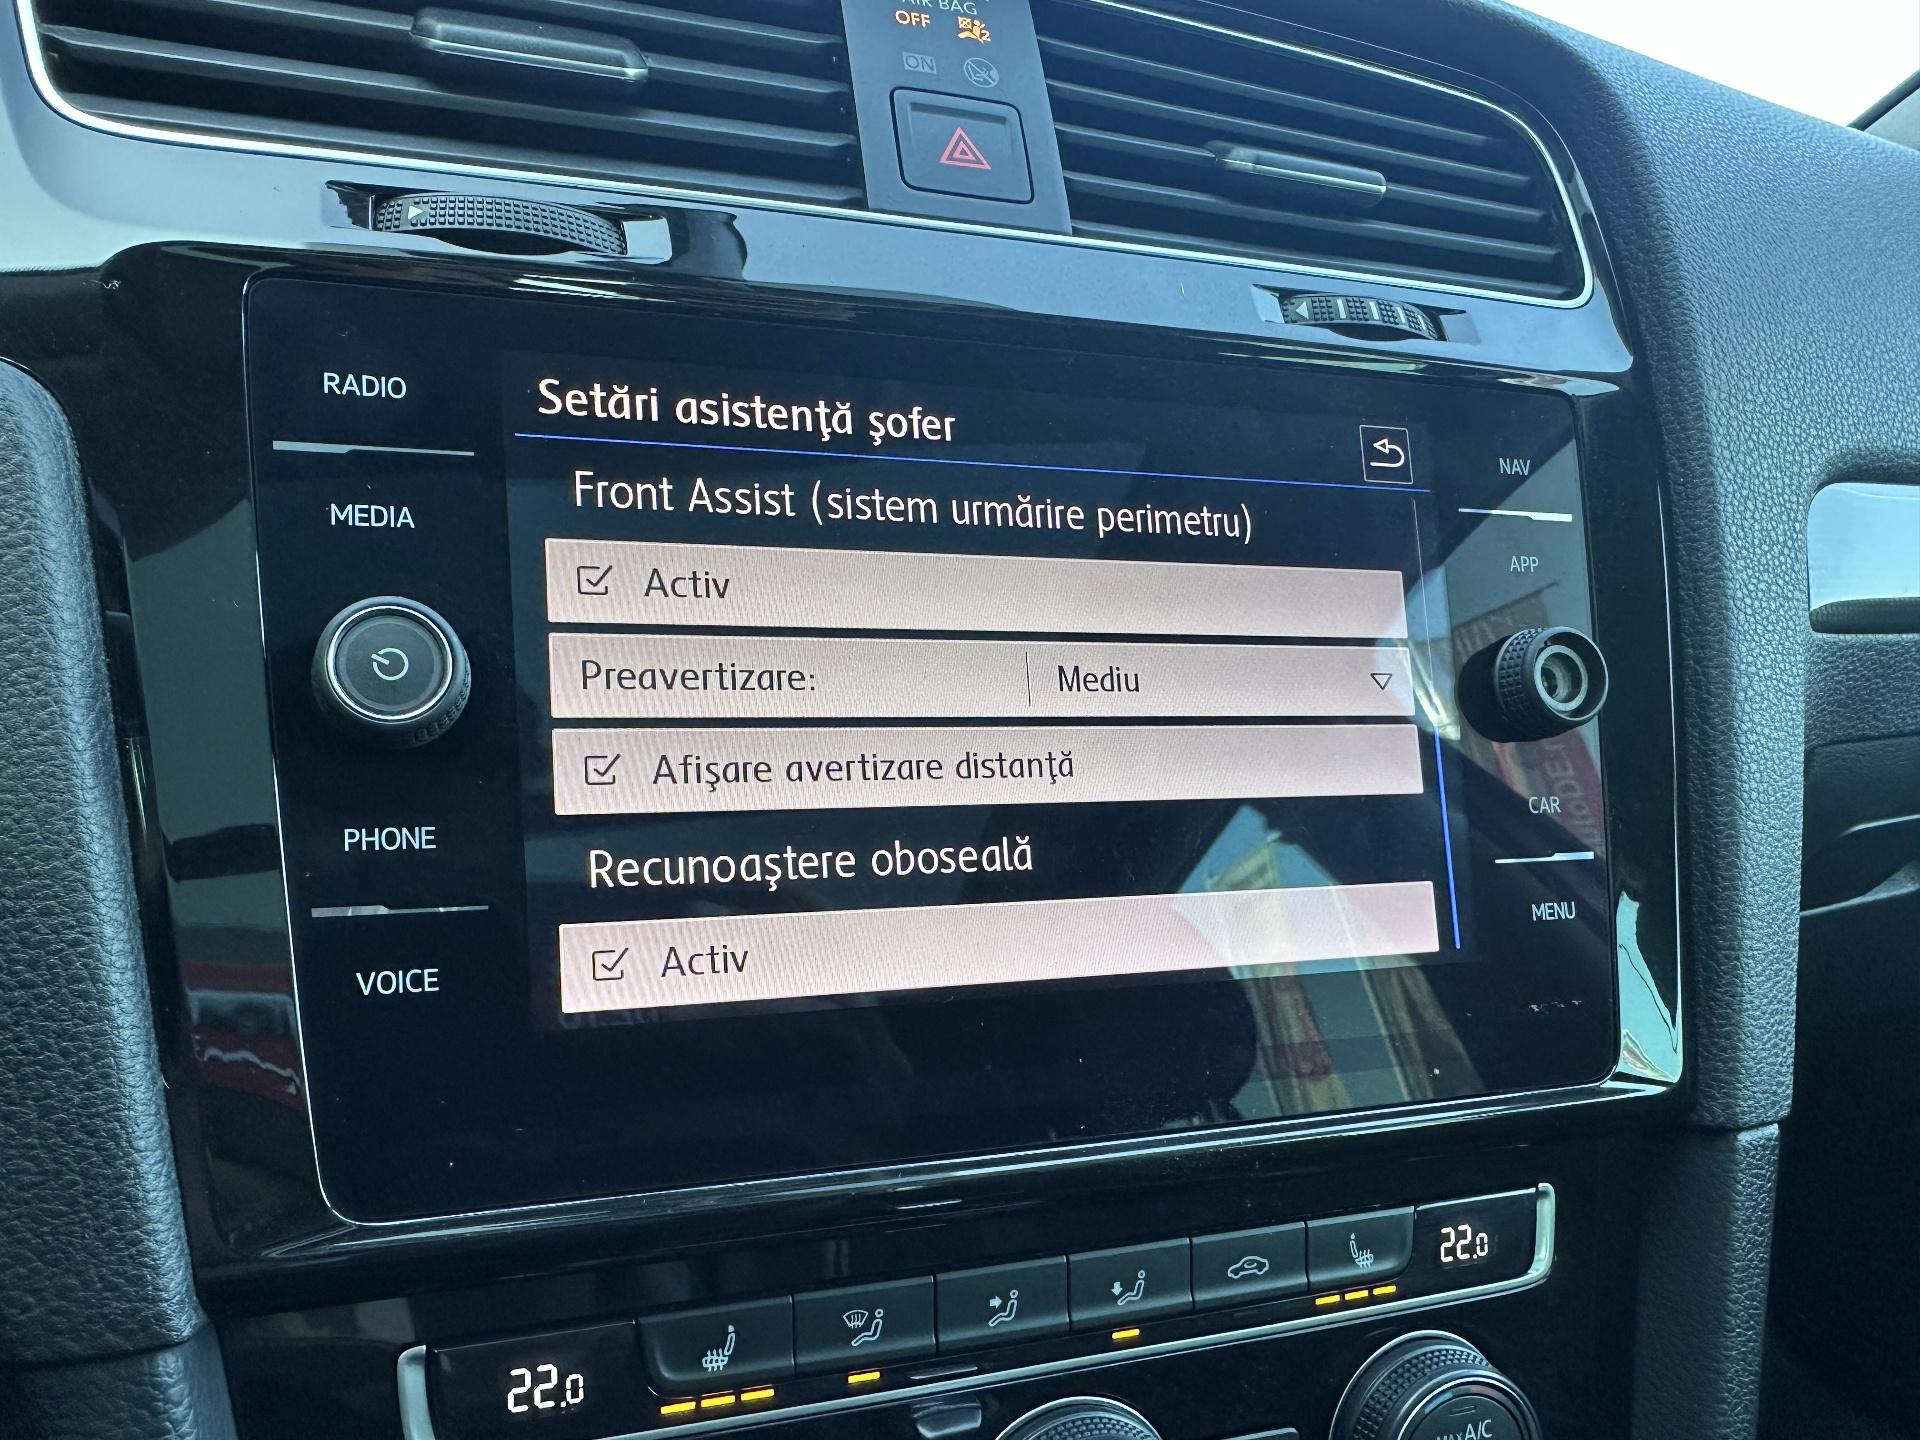 AIR BAG
OFF
2
ON
RADIO
MEDIA
PHONE
VOICE
Setări asistenţă şofer
Front Assist (sistem urmărire perimetru)
Activ
Preavertizare: Mediu
Afişare avertizare distanţă
Recunoaştere oboseală
Activ
NAV
APP
CAR
MENU
22.0
22.0
MAX A/C